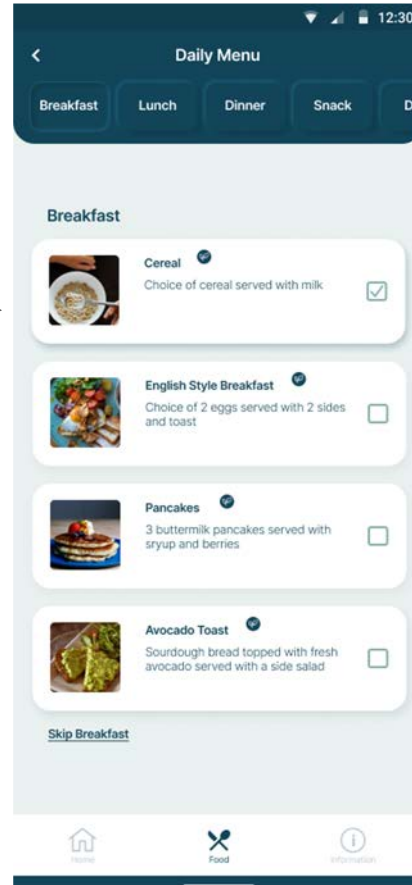 12:30
Daily Menu
Breakfast Lunch Dinner Snack D
Breakfast
Cereal
Choice of cereal served with milk
English Style Breakfast
Choice of 2 eggs served with 2 sides
and toast
Pancakes
3 buttermilk pancakes served with
sryup and berries
Avocado Toast
Sourdough bread topped with fresh
avocado served with a side salad
Skip Breakfast
Home Food Information